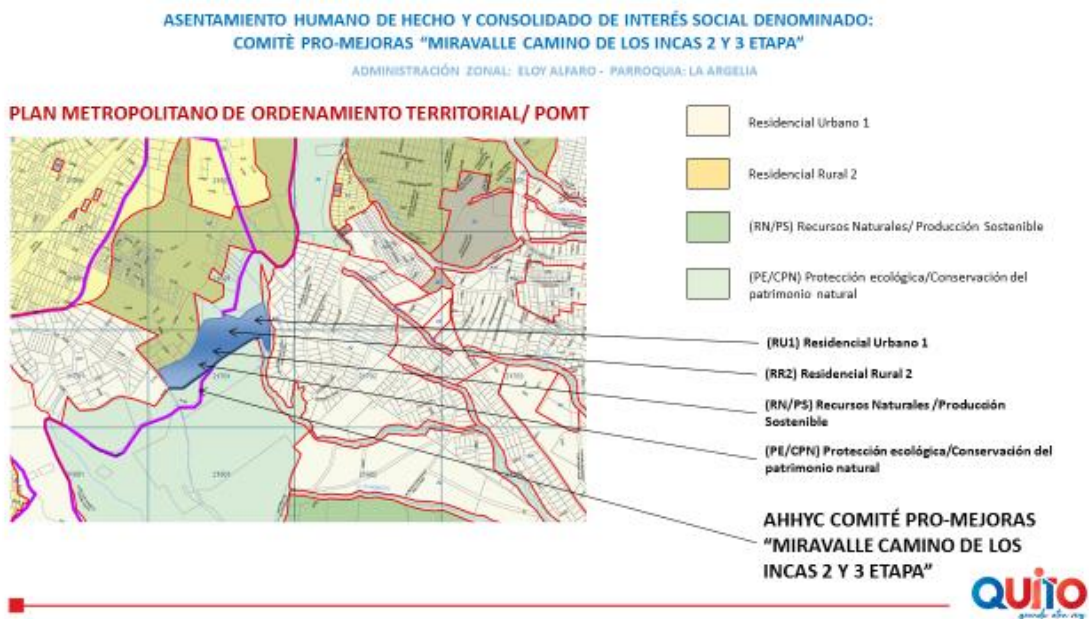 ASENTAMIENTO HUMANO DE HECHO Y CONSOLIDADO DE INTERÉS SOCIAL DENOMINADO:
COMITÈ PRO-MEJORAS "MIRAVALLE CAMINO DE LOS INCAS 2 Y 3 ETAPA"
ADMINISTRACIÓN ZONAL: ELOY ALFARO - PARROQUIA: LA ARGELIA
PLAN METROPOLITANO DE ORDENAMIENTO TERRITORIAL/ POMT
Residencial Urbano 1
Residencial Rural 2
(RN/PS) Recursos Naturales/ Producción Sostenible
(PE/CPN) Protección ecológica/Conservación del
patrimonio natural
(RU1) Residencial Urbano 1
(RR2) Residencial Rural 2
(RN/PS) Recursos Naturales /Producción
Sostenible
(PE/CPN) Protección ecológica/Conservación del
patrimonio natural
AHHYC COMITÉ PRO-MEJORAS
"MIRAVALLE CAMINO DE LOS
INCAS 2 Y 3 ETAPA"
QUITO
grande otra vez